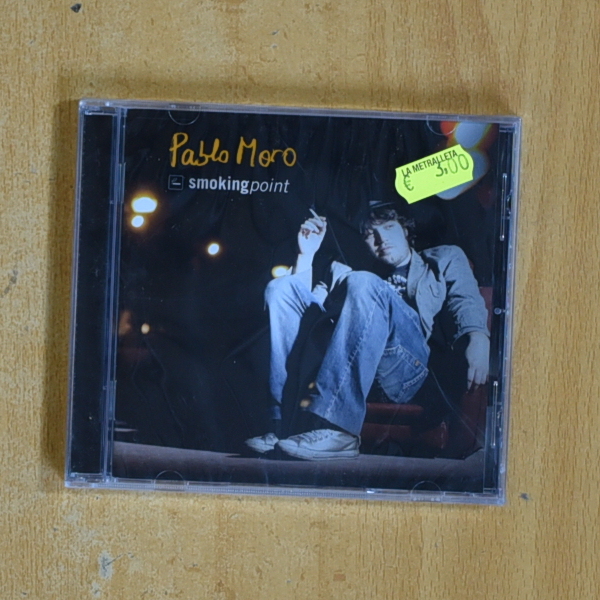 Pablo Moro
smokingpoint
LA METRALLETA
€ 3,00